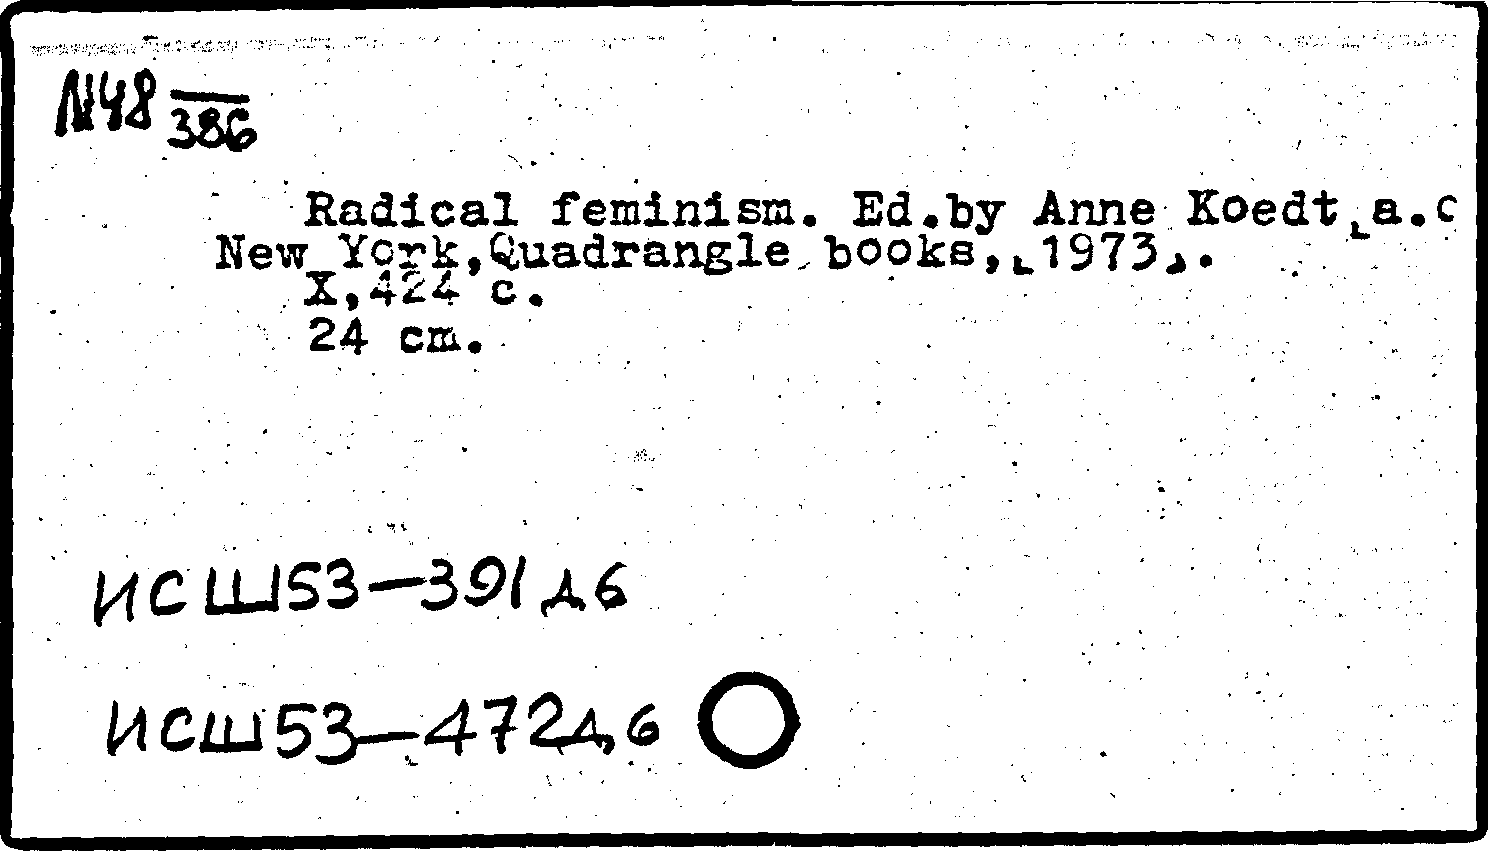 N48 386
Radical feminism. Ed.by Anne Koedt⌞a.c
New York,Quadrangle books,⌞1973⌟.
X,424 c.
24 cm.
ИСШ53—391д6
ИСШ53—472д6